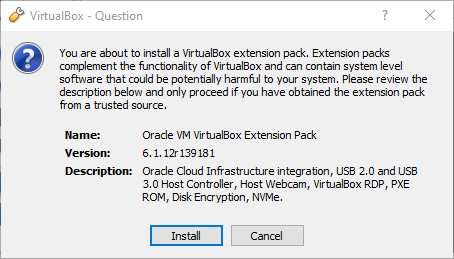 VirtualBox - Question
You are about to install a VirtualBox extension pack. Extension packs
complement the functionality of VirtualBox and can contain system level
software that could be potentially harmful to your system. Please review the
description below and only proceed if you have obtained the extension pack
from a trusted source.
Name: Oracle VM VirtualBox Extension Pack
Version: 6.1.12r139181
Description: Oracle Cloud Infrastructure integration, USB 2.0 and USB
3.0 Host Controller, Host Webcam, VirtualBox RDP, PXE
ROM, Disk Encryption, NVMe.
Install Cancel